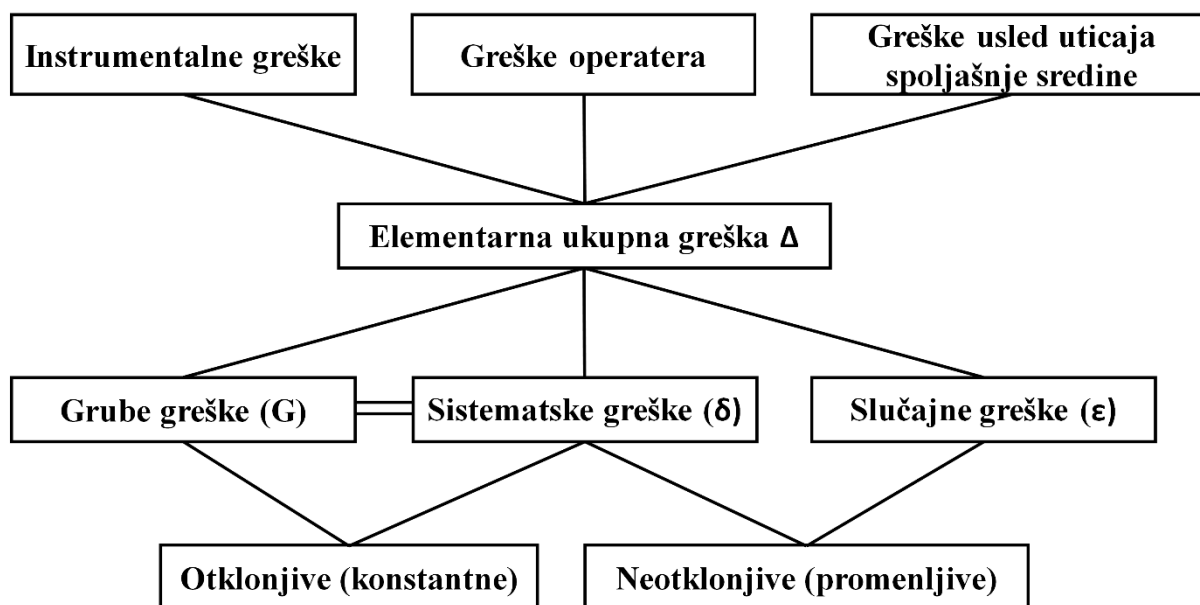 Instrumentalne greške
Greške operatera
Greške usled uticaja
spoljašnje sredine
Elementarna ukupna greška Δ
Grube greške (G)
Sistematske greške (δ)
Slučajne greške (ε)
Otklonjive (konstantne)
Neotklonjive (promenljive)